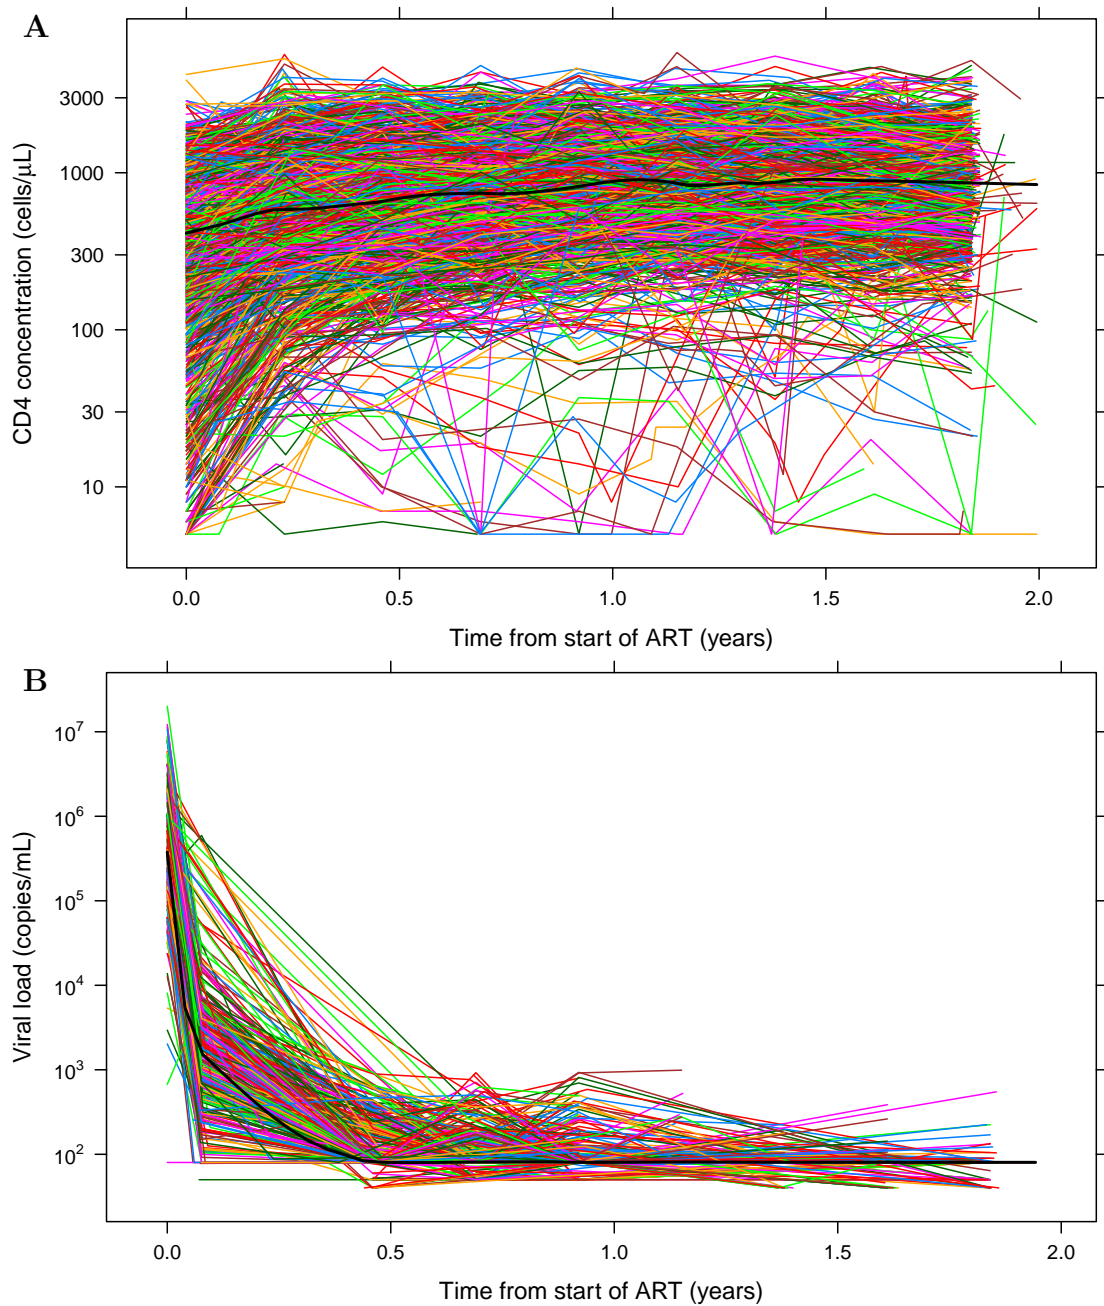 A
3000
1000
300
100
30
10
CD4 concentration (cells/µL)
0.0 0.5 1.0 1.5 2.0
Time from start of ART (years)
B
10^7
10^6
10^5
10^4
10^3
10^2
Viral load (copies/mL)
0.0 0.5 1.0 1.5 2.0
Time from start of ART (years)